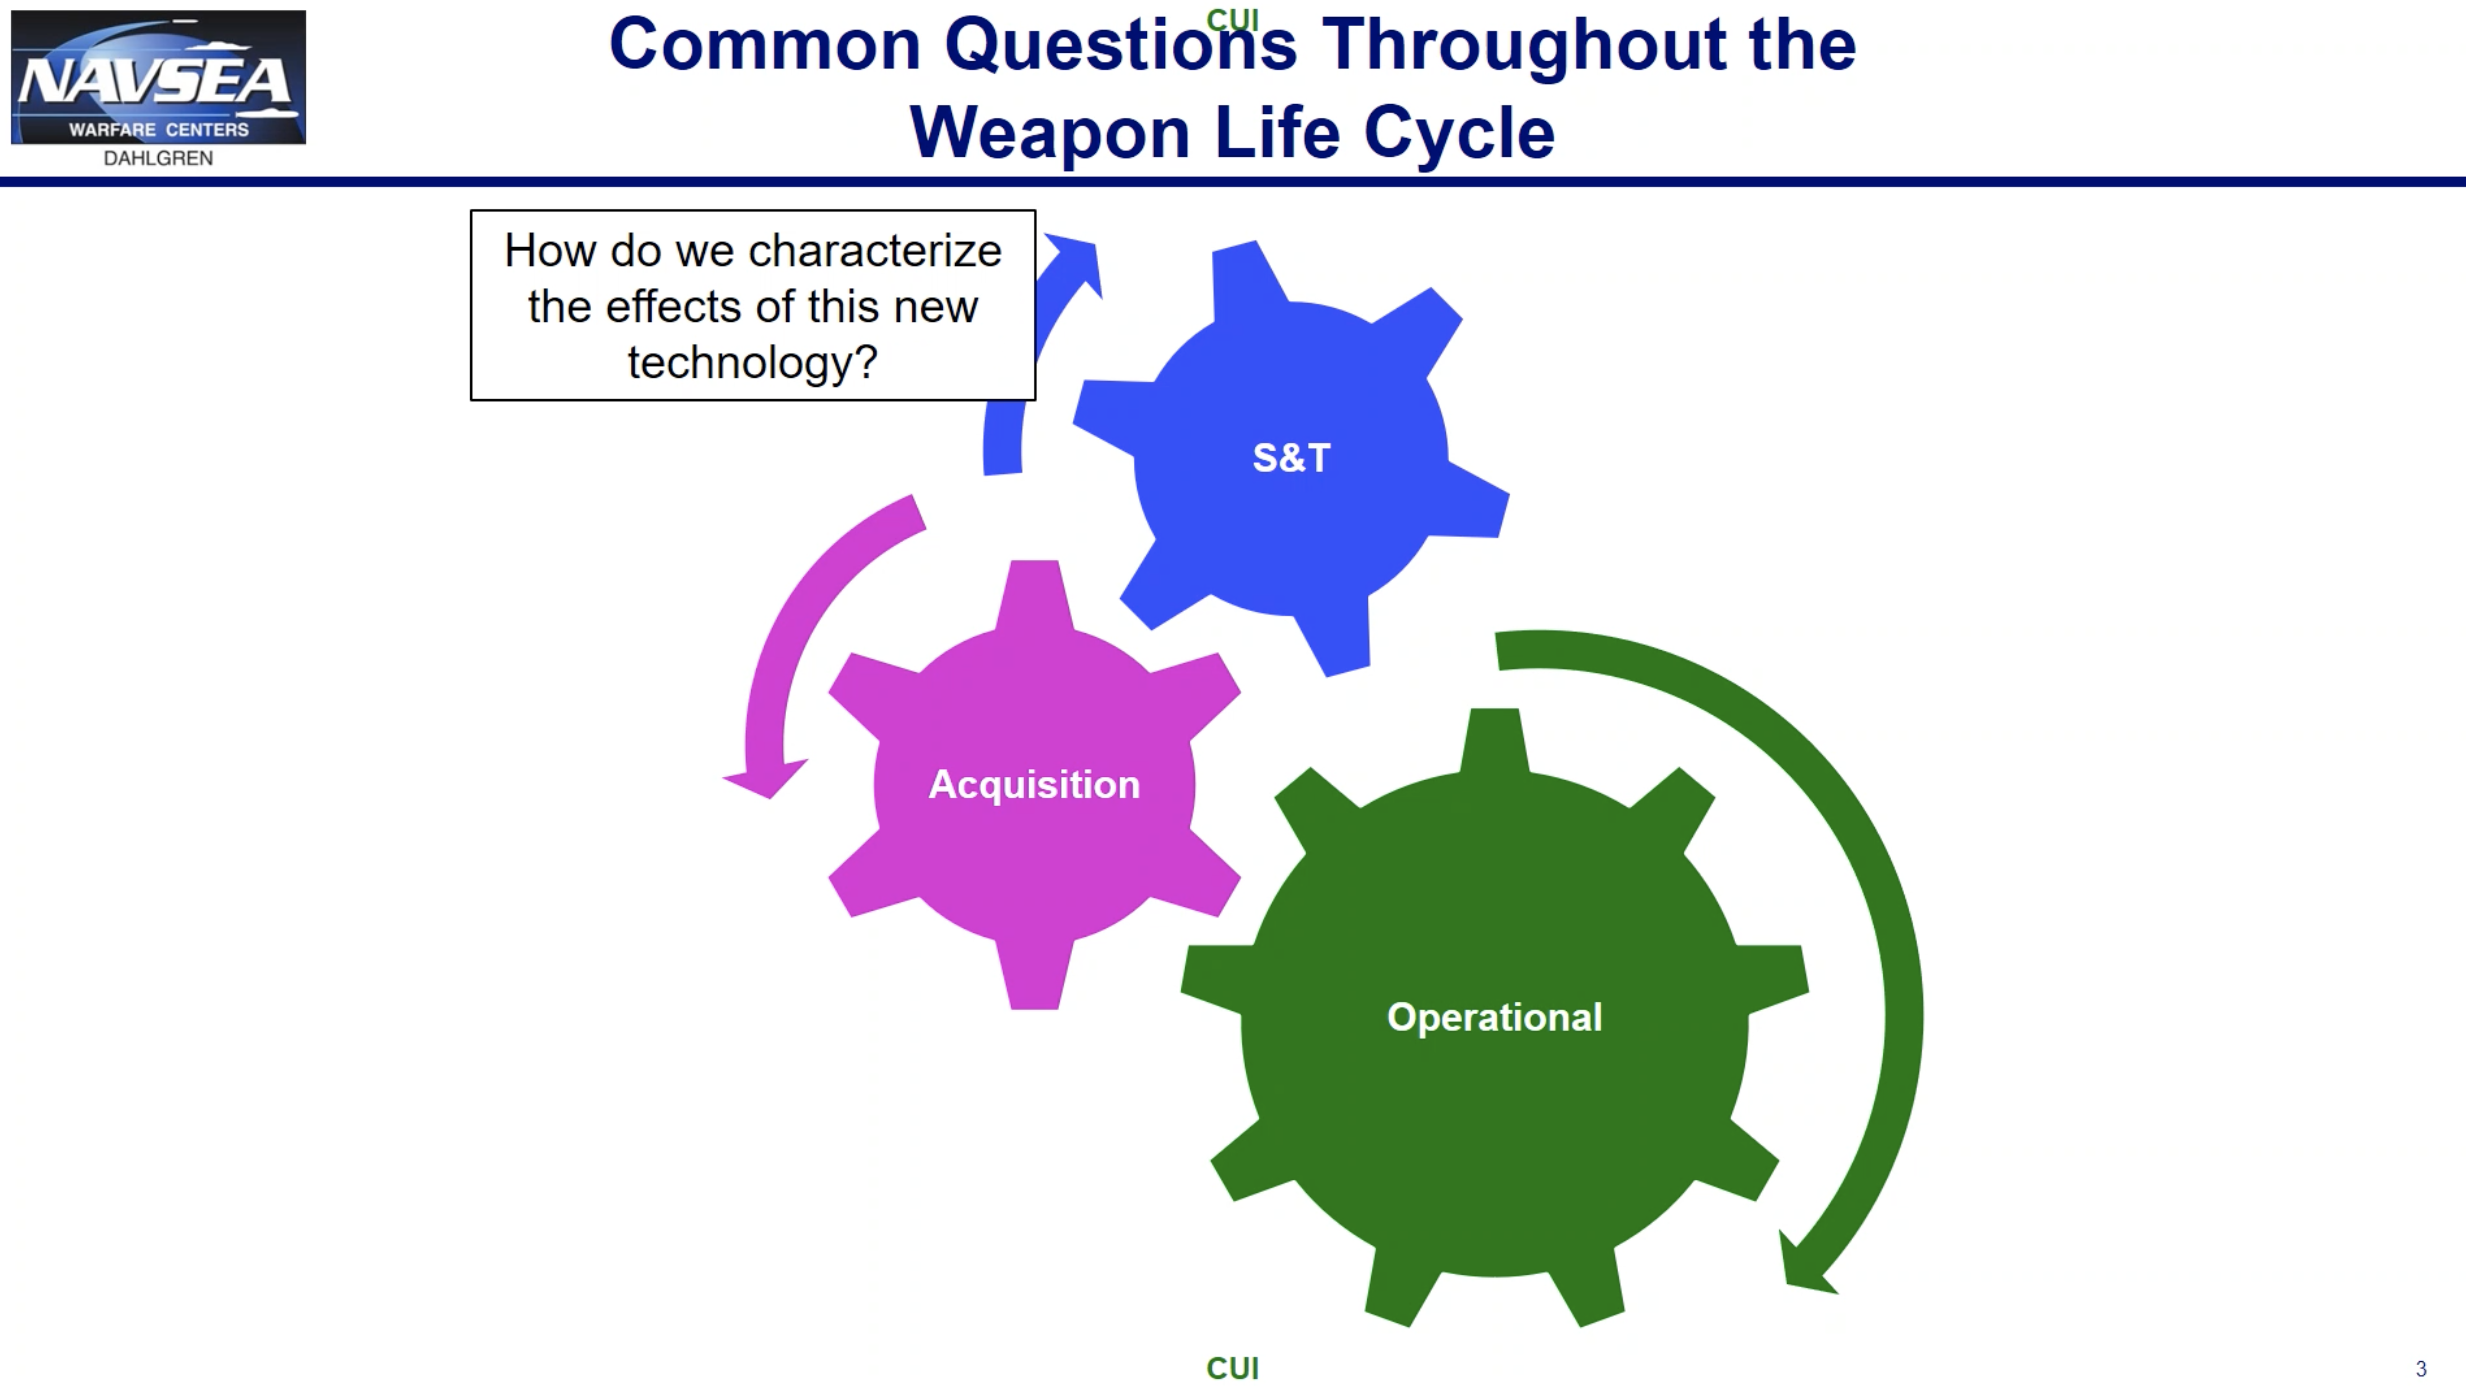 CUI
Common Questions Throughout the
Weapon Life Cycle
NAVSEA
WARFARE CENTERS
DAHLGREN
How do we characterize
the effects of this new
technology?
S&T
Acquisition
Operational
CUI
3